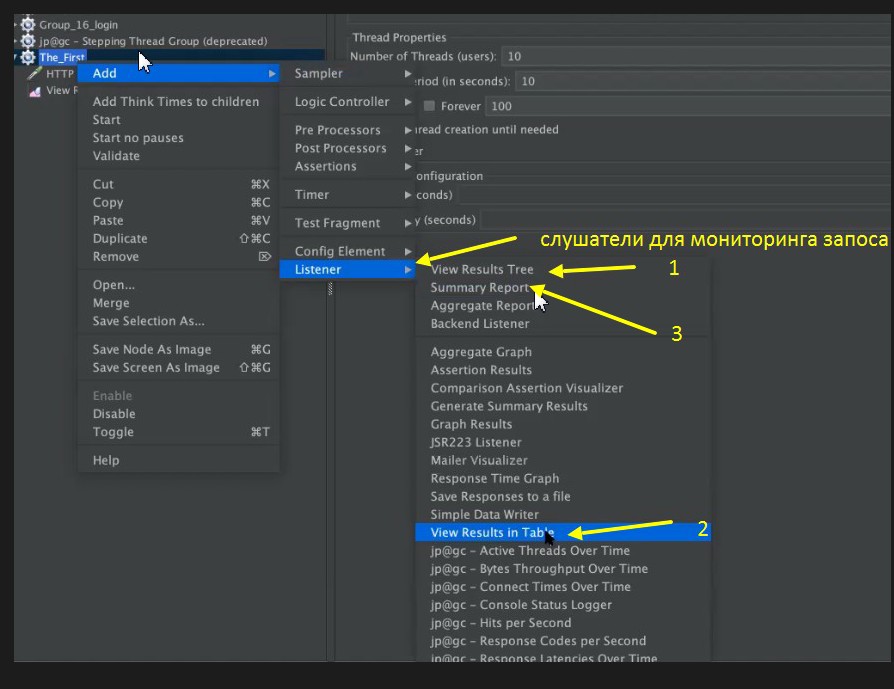 Group_16_login
jp@gc - Stepping Thread Group (deprecated)
The_First
HTTP
View R
Add
Add Think Times to children
Start
Start no pauses
Validate
Cut ⌘X
Copy ⌘C
Paste ⌘V
Duplicate ⇧⌘C
Remove ⌦
Open...
Merge
Save Selection As...
Save Node As Image ⌘G
Save Screen As Image ⇧⌘G
Enable
Disable
Toggle ⌘T
Help
Sampler
Logic Controller
Pre Processors
Post Processors
Assertions
Timer
Test Fragment
Config Element
Listener
Thread Properties
Number of Threads (users): 10
riod (in seconds): 10
Forever 100
read creation until needed
er
onfiguration
conds)
y (seconds)
слушатели для мониторинга запоса
View Results Tree
1
Summary Report
Aggregate Report
3
Backend Listener
Aggregate Graph
Assertion Results
Comparison Assertion Visualizer
Generate Summary Results
Graph Results
JSR223 Listener
Mailer Visualizer
Response Time Graph
Save Responses to a file
Simple Data Writer
View Results in Table
2
jp@gc - Active Threads Over Time
jp@gc - Bytes Throughput Over Time
jp@gc - Connect Times Over Time
jp@gc - Console Status Logger
jp@gc - Hits per Second
jp@gc - Response Codes per Second
jp@gc - Response Latencies Over Time